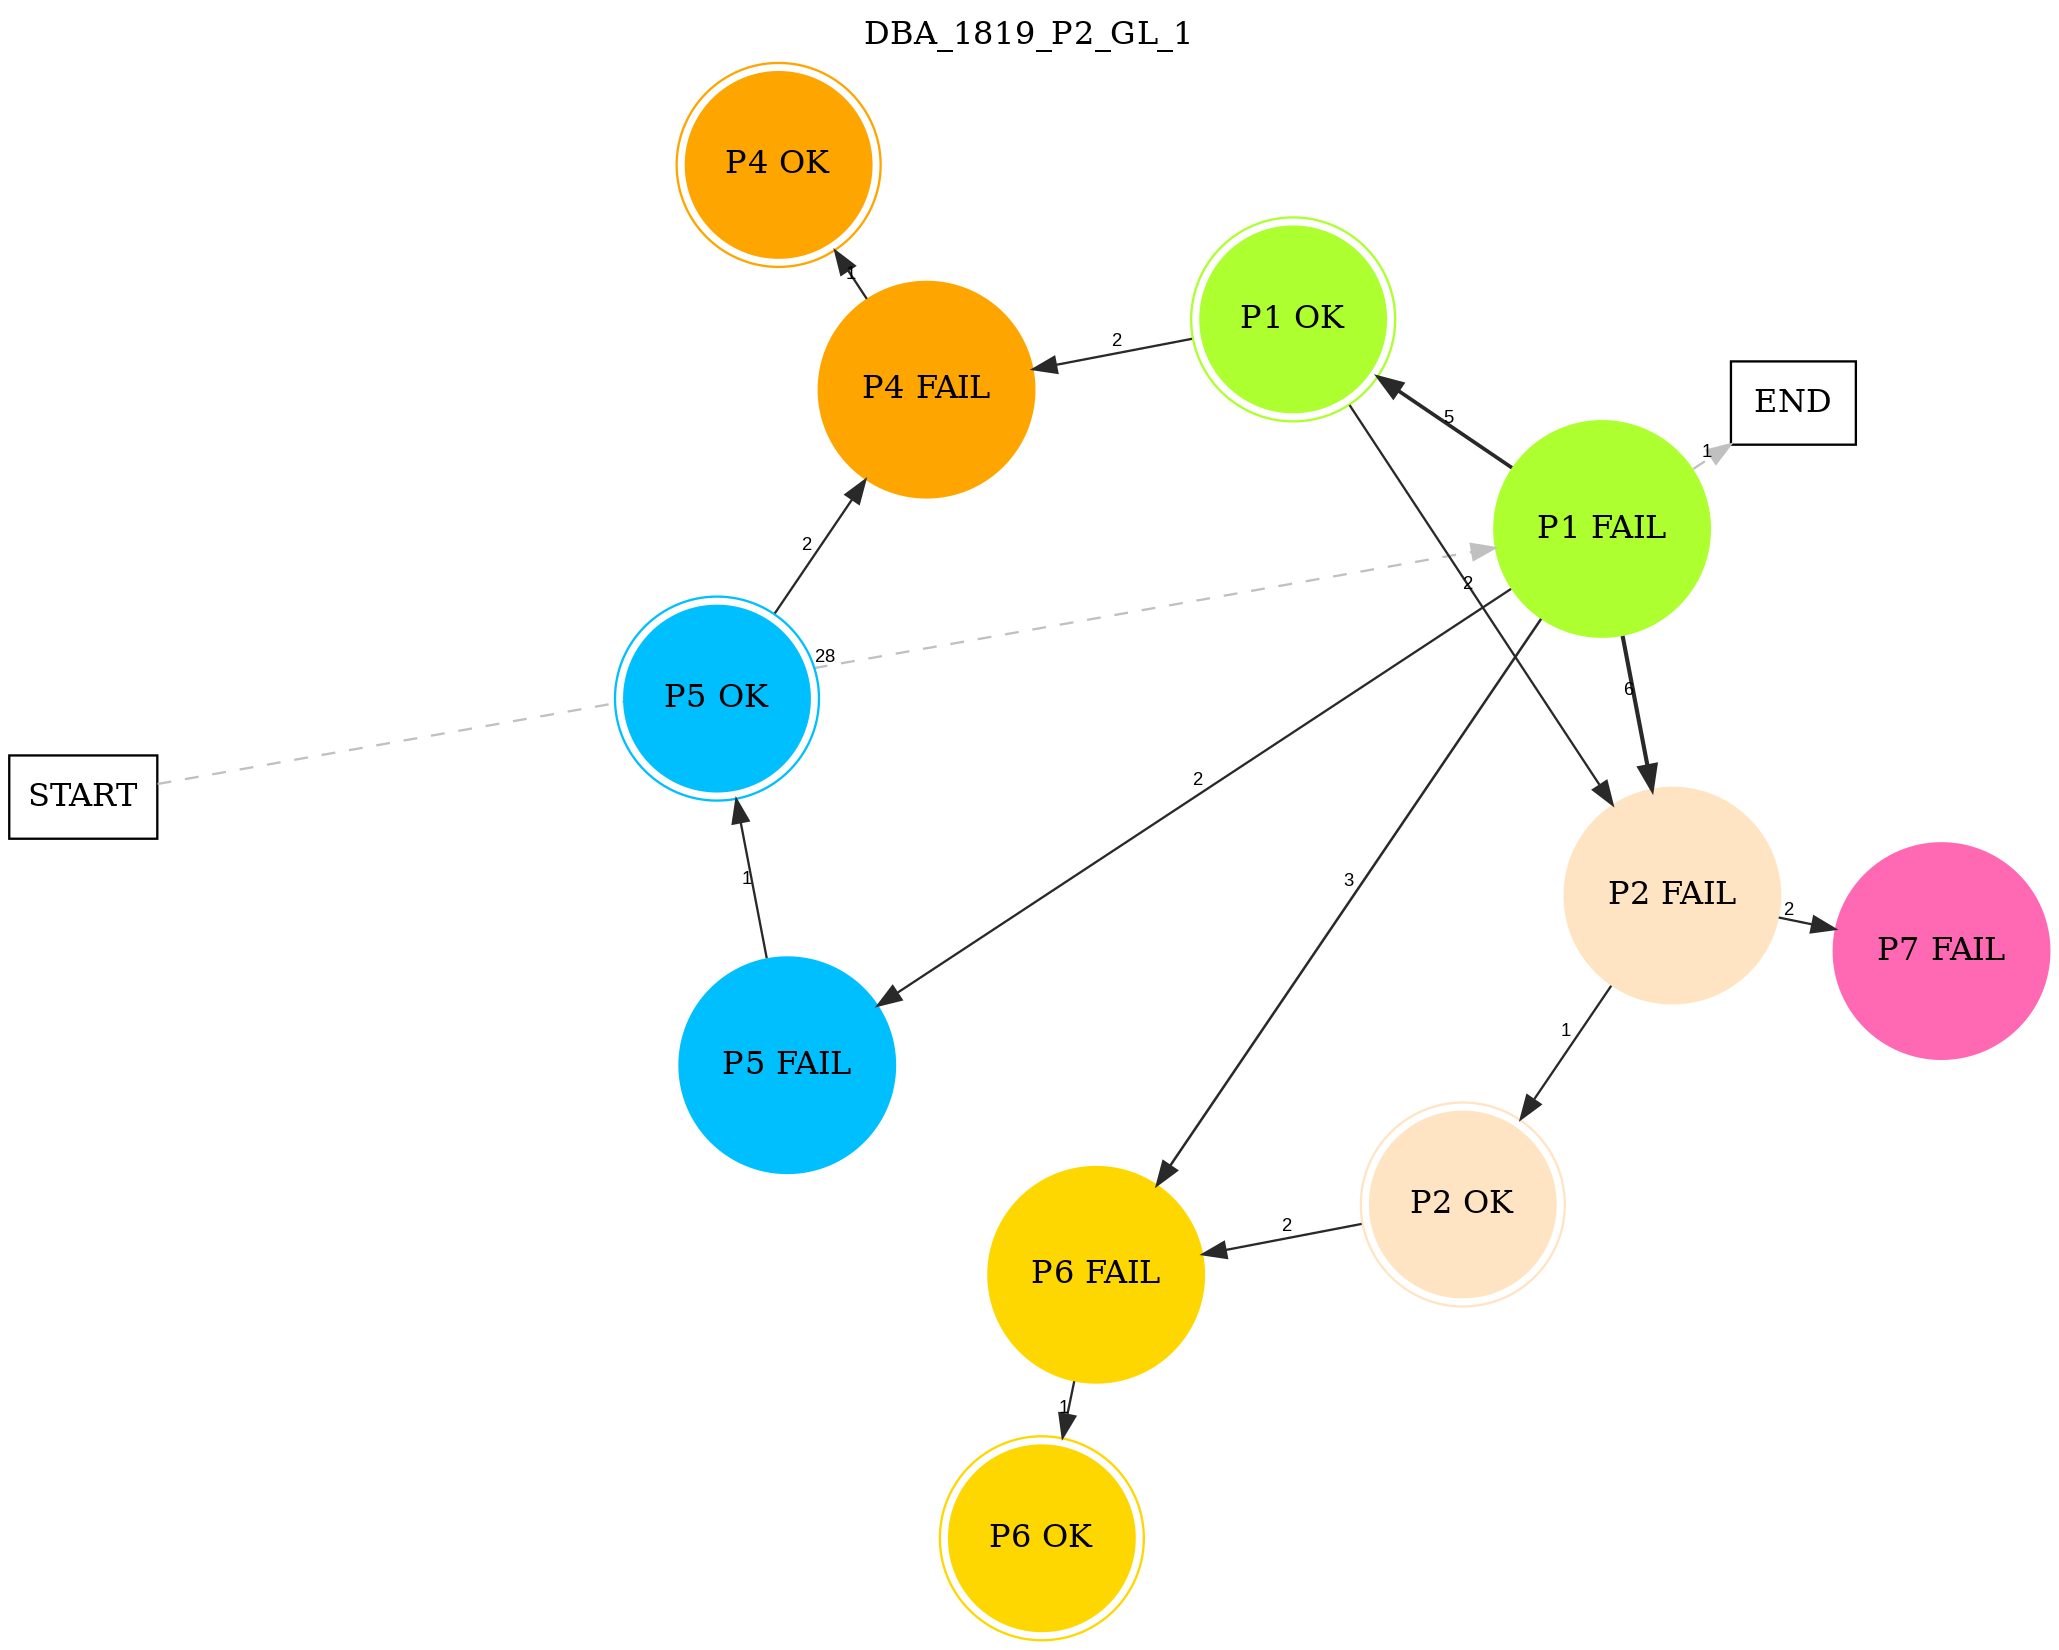 DBA_1819_P2_GL_1
P4 OK
1
P1 OK
2
P4 FAIL
END
5
1
P1 FAIL
2
2
28
P5 OK
6
START
2
1
3
P2 FAIL
2
P7 FAIL
1
P5 FAIL
P2 OK
2
P6 FAIL
1
P6 OK